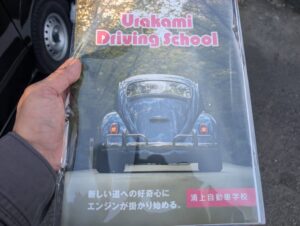 Urakami
Driving School
新しい道への好奇心に
エンジンが掛かり始める。
浦上自動車学校